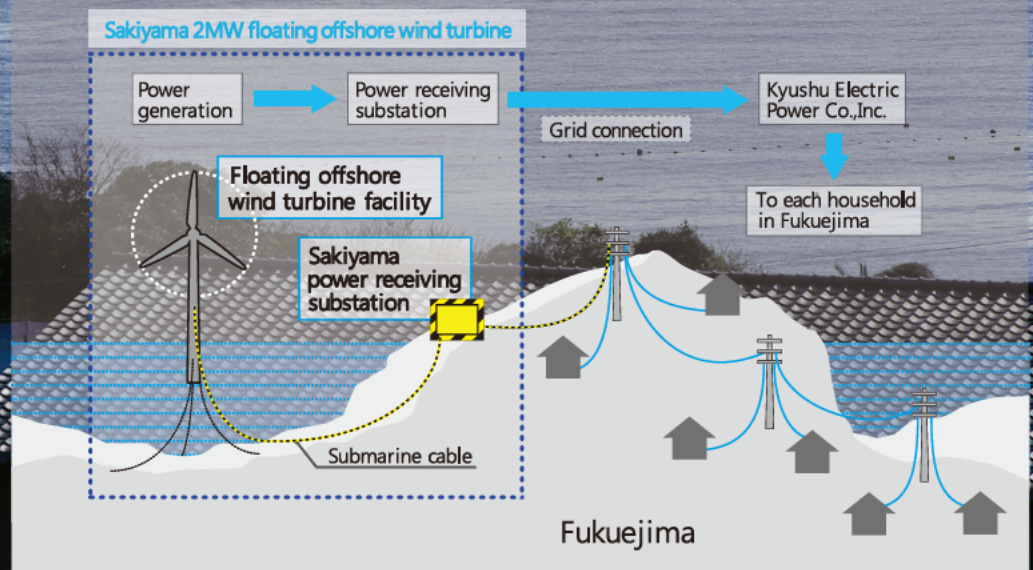 Sakiyama 2MW floating offshore wind turbine
Power
generation
Power receiving
substation
Grid connection
Kyushu Electric
Power Co.,Inc.
To each household
in Fukuejima
Floating offshore
wind turbine facility
Sakiyama
power receiving
substation
Submarine cable
Fukuejima